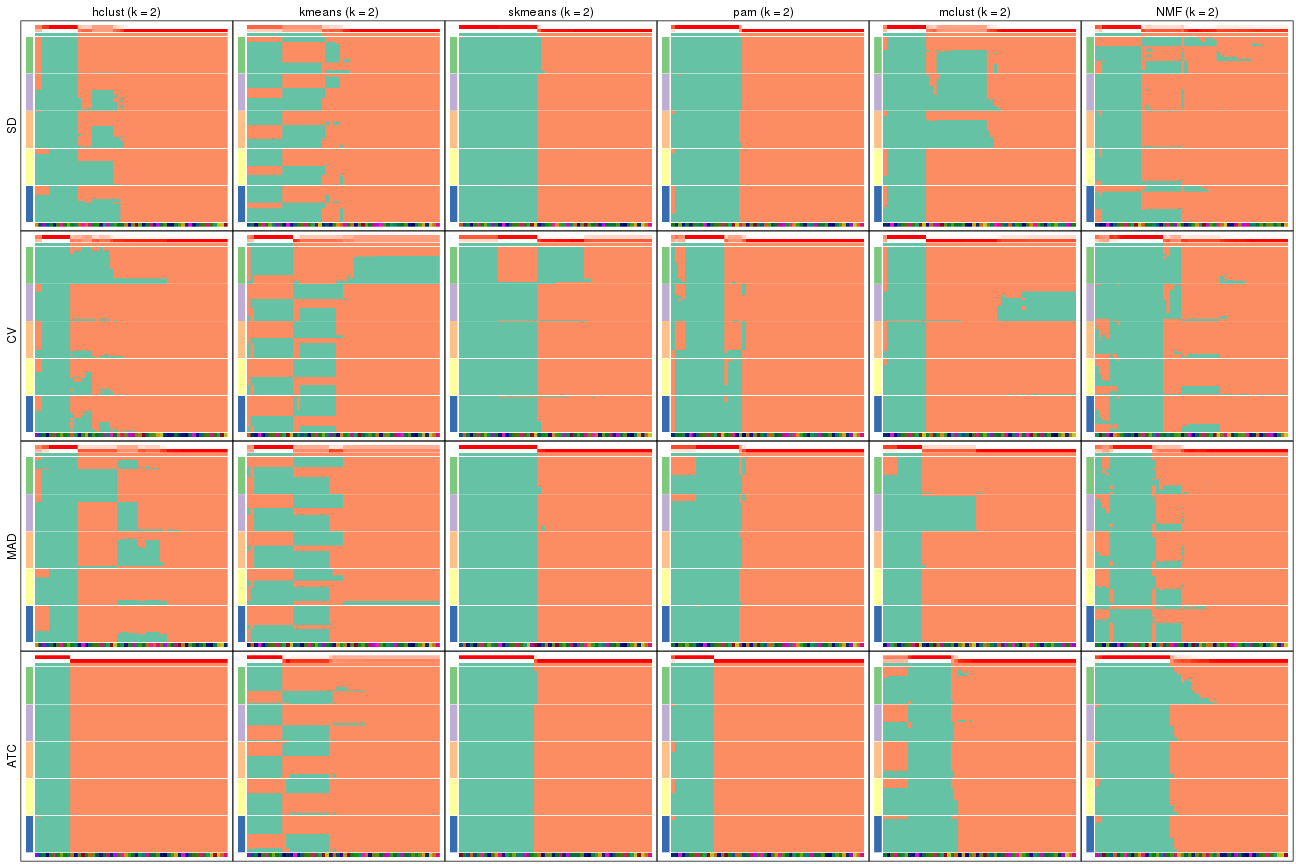 hclust (k = 2) kmeans (k = 2) skmeans (k = 2) pam (k = 2) mclust (k = 2) NMF (k = 2)
SD
CV
MAD
ATC